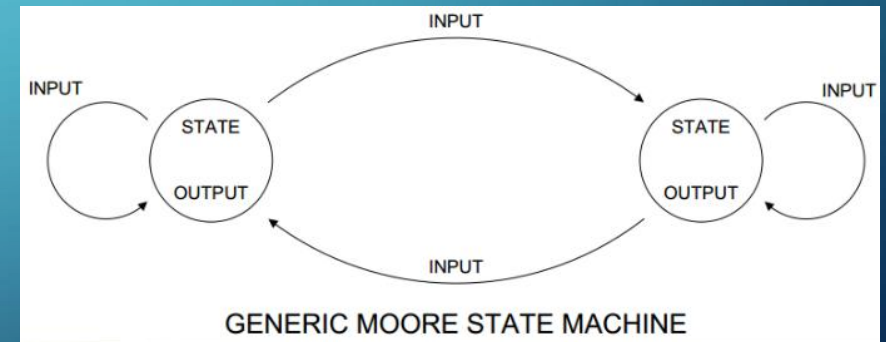 INPUT
INPUT
INPUT
STATE
STATE
OUTPUT
OUTPUT
INPUT
GENERIC MOORE STATE MACHINE